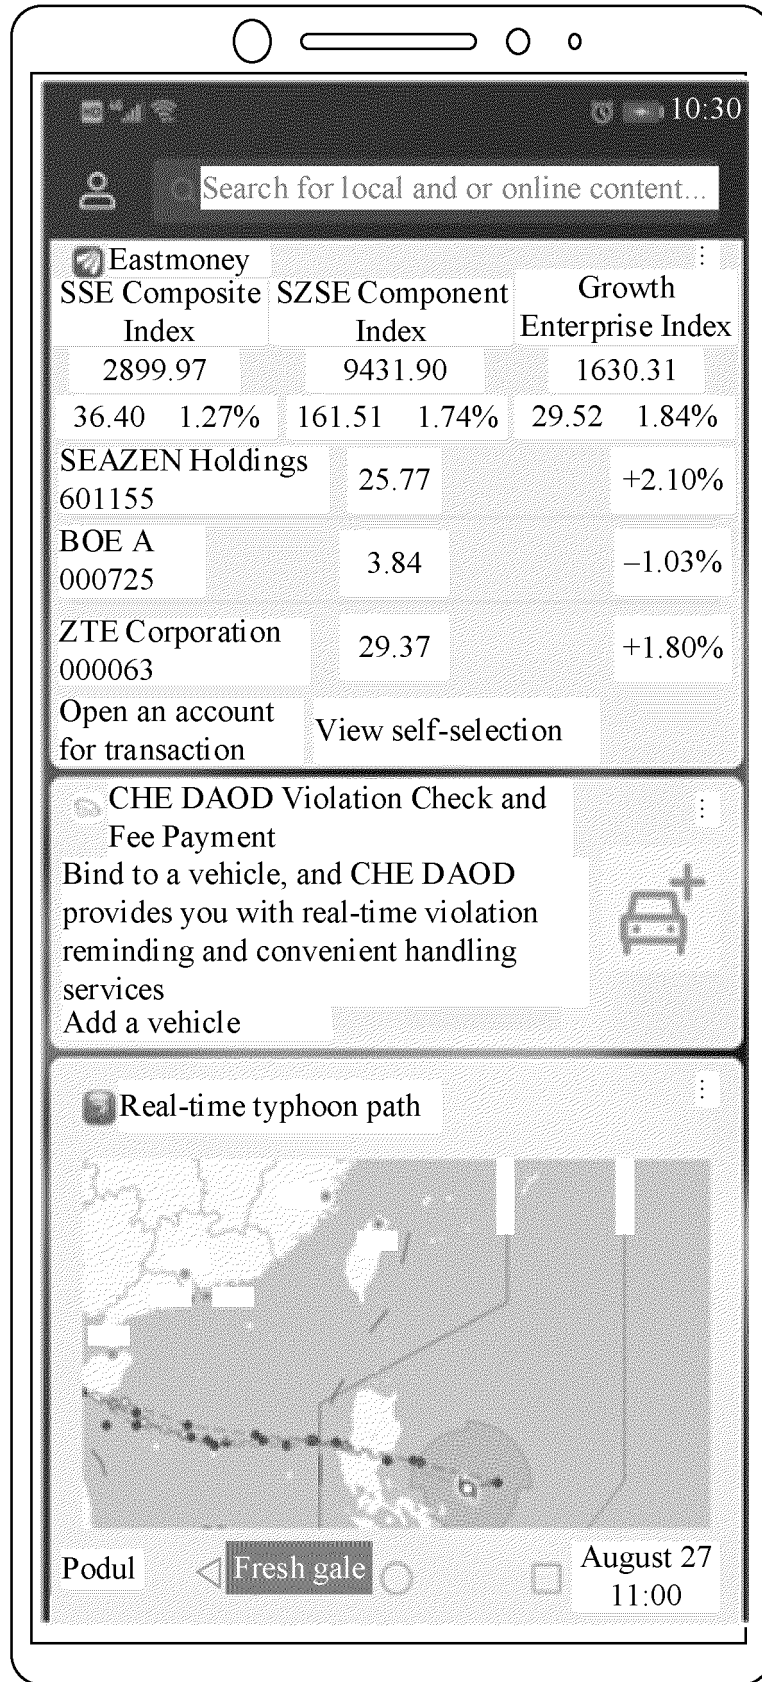 10:30
Search for local and or online content...
Eastmoney
SSE Composite Index
SZSE Component Index
Growth Enterprise Index
2899.97 9431.90 1630.31
36.40 1.27% 161.51 1.74% 29.52 1.84%
SEAZEN Holdings
601155
25.77
+2.10%
BOE A
000725
3.84
–1.03%
ZTE Corporation
000063
29.37
+1.80%
Open an account
for transaction
View self-selection
CHE DAOD Violation Check and
Fee Payment
Bind to a vehicle, and CHE DAOD
provides you with real-time violation
reminding and convenient handling
services
Add a vehicle
Real-time typhoon path
Podul
Fresh gale
August 27
11:00